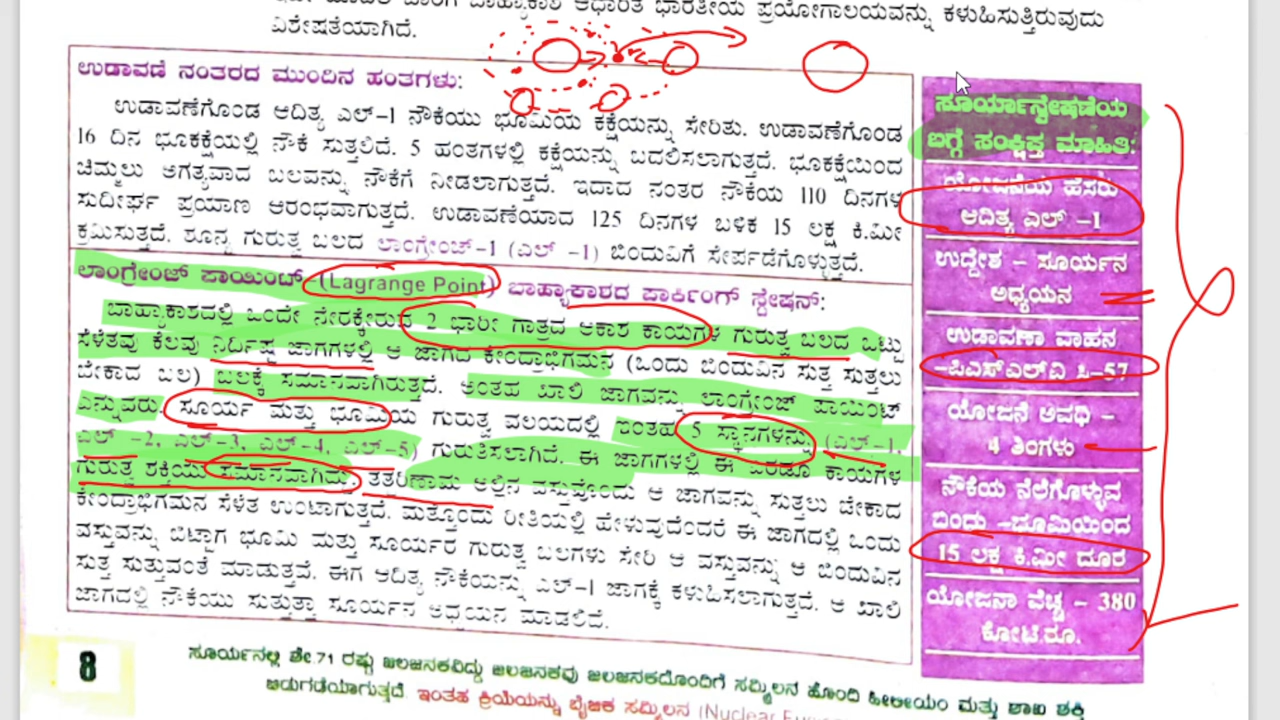 ಈ ಮೂಲಕ ಬಾಹ್ಯಾಕಾಶ ಆಧಾರಿತ ಭಾರತೀಯ ಪ್ರಯೋಗಾಲಯವನ್ನು ಕಳುಹಿಸುತ್ತಿರುವುದು
ವಿಶೇಷತೆಯಾಗಿದೆ.
ಉಡಾವಣೆ ನಂತರದ ಮುಂದಿನ ಹಂತಗಳು:
ಉಡಾವಣೆಗೊಂಡ ಆದಿತ್ಯ ಎಲ್-1 ನೌಕೆಯು ಭೂಮಿಯ ಕಕ್ಷೆಯನ್ನು ಸೇರಿತು. ಉಡಾವಣೆಗೊಂಡ
16 ದಿನ ಭೂಕಕ್ಷೆಯಲ್ಲಿ ನೌಕೆ ಸುತ್ತಲಿದೆ. 5 ಹಂತಗಳಲ್ಲಿ ಕಕ್ಷೆಯನ್ನು ಬದಲಿಸಲಾಗುತ್ತದೆ. ಭೂಕಕ್ಷೆಯಿಂದ
ಚಿಮ್ಮಲು ಅಗತ್ಯವಾದ ಬಲವನ್ನು ನೌಕೆಗೆ ನೀಡಲಾಗುತ್ತದೆ. ಇದಾದ ನಂತರ ನೌಕೆಯ 110 ದಿನಗಳ
ಸುದೀರ್ಘ ಪ್ರಯಾಣ ಆರಂಭವಾಗುತ್ತದೆ. ಉಡಾವಣೆಯಾದ 125 ದಿನಗಳ ಬಳಿಕ 15 ಲಕ್ಷ ಕಿ.ಮೀ
ಕ್ರಮಿಸುತ್ತದೆ. ಶೂನ್ಯ ಗುರುತ್ವ ಬಲದ ಲಾಂಗ್ರೇಂಜ್-1 (ಎಲ್ -1) ಬಿಂದುವಿಗೆ ಸೇರ್ಪಡೆಗೊಳ್ಳುತ್ತದೆ.
ಲಾಂಗ್ರೇಂಜ್ ಪಾಯಿಂಟ್-(Lagrange Point) ಬಾಹ್ಯಾಕಾಶದ ಪಾರ್ಕಿಂಗ್ ಸ್ಟೇಷನ್:
ಬಾಹ್ಯಾಕಾಶದಲ್ಲಿ ಒಂದೇ ನೇರಕ್ಕೇರುವ 2 ಭಾರೀ ಗಾತ್ರದ ಆಕಾಶ ಕಾಯಗಳ ಗುರುತ್ವ ಬಲದ ಒಟ್ಟು
ಸೆಳೆತವು ಕೆಲವು ನಿರ್ದಿಷ್ಟ ಜಾಗಗಳಲ್ಲಿ ಆ ಜಾಗದ ಕೇಂದ್ರಾಭಿಗಮನ (ಒಂದು ಬಿಂದುವಿನ ಸುತ್ತ ಸುತ್ತಲು
ಬೇಕಾದ ಬಲ) ಬಲಕ್ಕೆ ಸಮಾನವಾಗಿರುತ್ತದೆ. ಅಂತಹ ಖಾಲಿ ಜಾಗವನ್ನು ಲಾಂಗ್ರೇಂಜ್ ಪಾಯಿಂಟ್
ಎನ್ನುವರು. ಸೂರ್ಯ ಮತ್ತು ಭೂಮಿಯ ಗುರುತ್ವ ವಲಯದಲ್ಲಿ ಇಂತಹ 5 ಸ್ಥಾನಗಳನ್ನು (ಎಲ್-1,
ಎಲ್ -2, ಎಲ್-3, ಎಲ್-4, ಎಲ್-5) ಗುರುತಿಸಲಾಗಿದೆ. ಈ ಜಾಗಗಳಲ್ಲಿ ಈ ಎರಡೂ ಕಾಯಗಳ
ಗುರುತ್ವ ಶಕ್ತಿಯು ಸಮಾನವಾಗಿದ್ದು, ತತ್ಪರಿಣಾಮ ಅಲ್ಲಿನ ವಸ್ತುವೊಂದು ಆ ಜಾಗವನ್ನು ಸುತ್ತಲು ಬೇಕಾದ
ಕೇಂದ್ರಾಭಿಗಮನ ಸೆಳೆತ ಉಂಟಾಗುತ್ತದೆ. ಮತ್ತೊಂದು ರೀತಿಯಲ್ಲಿ ಹೇಳುವುದೆಂದರೆ ಈ ಜಾಗದಲ್ಲಿ ಒಂದು
ವಸ್ತುವನ್ನು ಬಿಟ್ಟಾಗ ಭೂಮಿ ಮತ್ತು ಸೂರ್ಯರ ಗುರುತ್ವ ಬಲಗಳು ಸೇರಿ ಆ ವಸ್ತುವನ್ನು ಆ ಬಿಂದುವಿನ
ಸುತ್ತ ಸುತ್ತುವಂತೆ ಮಾಡುತ್ತವೆ. ಈಗ ಆದಿತ್ಯ ನೌಕೆಯನ್ನು ಎಲ್-1 ಜಾಗಕ್ಕೆ ಕಳುಹಿಸಲಾಗುತ್ತದೆ. ಆ ಖಾಲಿ
ಜಾಗದಲ್ಲಿ ನೌಕೆಯು ಸುತ್ತುತ್ತಾ ಸೂರ್ಯನ ಅಧ್ಯಯನ ಮಾಡಲಿದೆ.
ಸೂರ್ಯಾನ್ವೇಷಣೆಯ
ಬಗ್ಗೆ ಸಂಕ್ಷಿಪ್ತ ಮಾಹಿತಿ:
ಯೋಜನೆಯ ಹೆಸರು
ಆದಿತ್ಯ ಎಲ್ -1
ಉದ್ದೇಶ - ಸೂರ್ಯನ
ಅಧ್ಯಯನ
ಉಡಾವಣಾ ವಾಹನ
-ಪಿಎಸ್‌ಎಲ್‌ವಿ ಸಿ-57
ಯೋಜನೆ ಅವಧಿ -
4 ತಿಂಗಳು
ನೌಕೆಯ ನೆಲೆಗೊಳ್ಳುವ
ಬಿಂದು -ಭೂಮಿಯಿಂದ
15 ಲಕ್ಷ ಕಿ.ಮೀ ದೂರ
ಯೋಜನಾ ವೆಚ್ಚ - 380
ಕೋಟಿ.ರೂ.
8
ಸೂರ್ಯನಲ್ಲಿ ಶೇ.71 ರಷ್ಟು ಜಲಜನಕವಿದ್ದು ಜಲಜನಕವು ಜಲಜನಕದೊಂದಿಗೆ ಸಮ್ಮಿಲನ ಹೊಂದಿ ಹೀಲೀಯಂ ಮತ್ತು ಶಾಖ ಶಕ್ತಿ
ಬಿಡುಗಡೆಯಾಗುತ್ತದೆ. ಇಂತಹ ಕ್ರಿಯೆಯನ್ನು ಬೈಜಿಕ ಸಮ್ಮಿಲನ (Nuclear